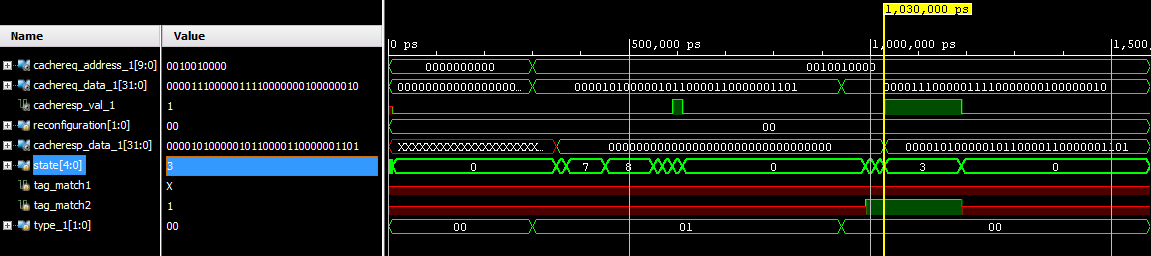 1,030,000 ps
Name Value
0 ps 500,000 ps 1,000,000 ps 1,500,
cachereq_address_1[9:0] 0010010000 0000000000 0010010000
cachereq_data_1[31:0] 00001110000011110000000100000010 0000000000000000000... 00001010000010110000110000001101 00001110000011110000000100000010
cacheresp_val_1 1
reconfiguration[1:0] 00 00
cacheresp_data_1[31:0] 00001010000010110000110000001101 XXXXXXXXXXXXXXXXXXXXXX... 00000000000000000000000000000000 00001010000010110000110000001101
state[4:0] 3 0 7 8 0 3 0
tag_match1 X
tag_match2 1
type_1[1:0] 00 00 01 00